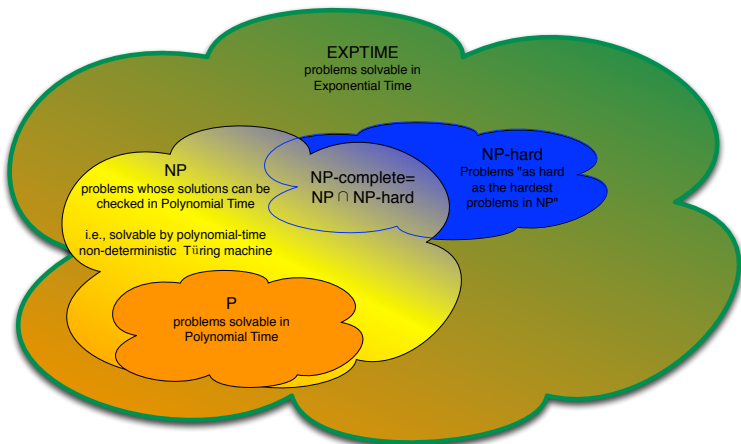 EXPTIME
problems solvable in
Exponential Time
NP
problems whose solutions can be
checked in Polynomial Time
i.e., solvable by polynomial-time
non-deterministic Türing machine
NP-complete=
NP ∩ NP-hard
NP-hard
Problems "as hard
as the hardest
problems in NP"
P
problems solvable in
Polynomial Time